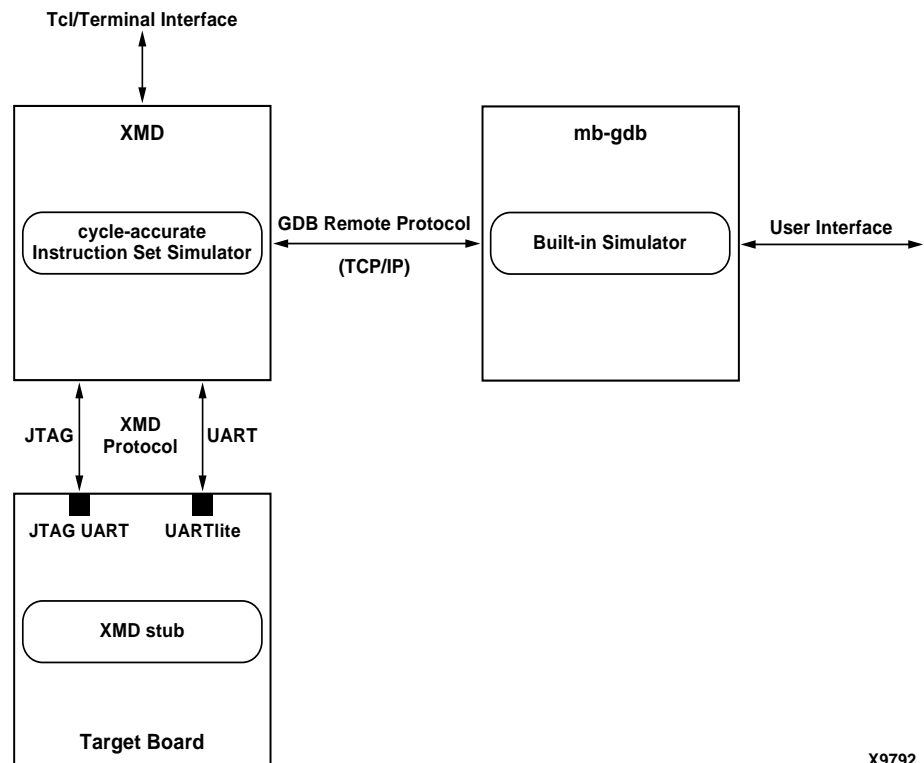 Tcl/Terminal Interface
XMD
mb-gdb
cycle-accurate
Instruction Set Simulator
GDB Remote Protocol
(TCP/IP)
Built-in Simulator
User Interface
JTAG
XMD
Protocol
UART
JTAG UART
UARTlite
XMD stub
Target Board
X9792